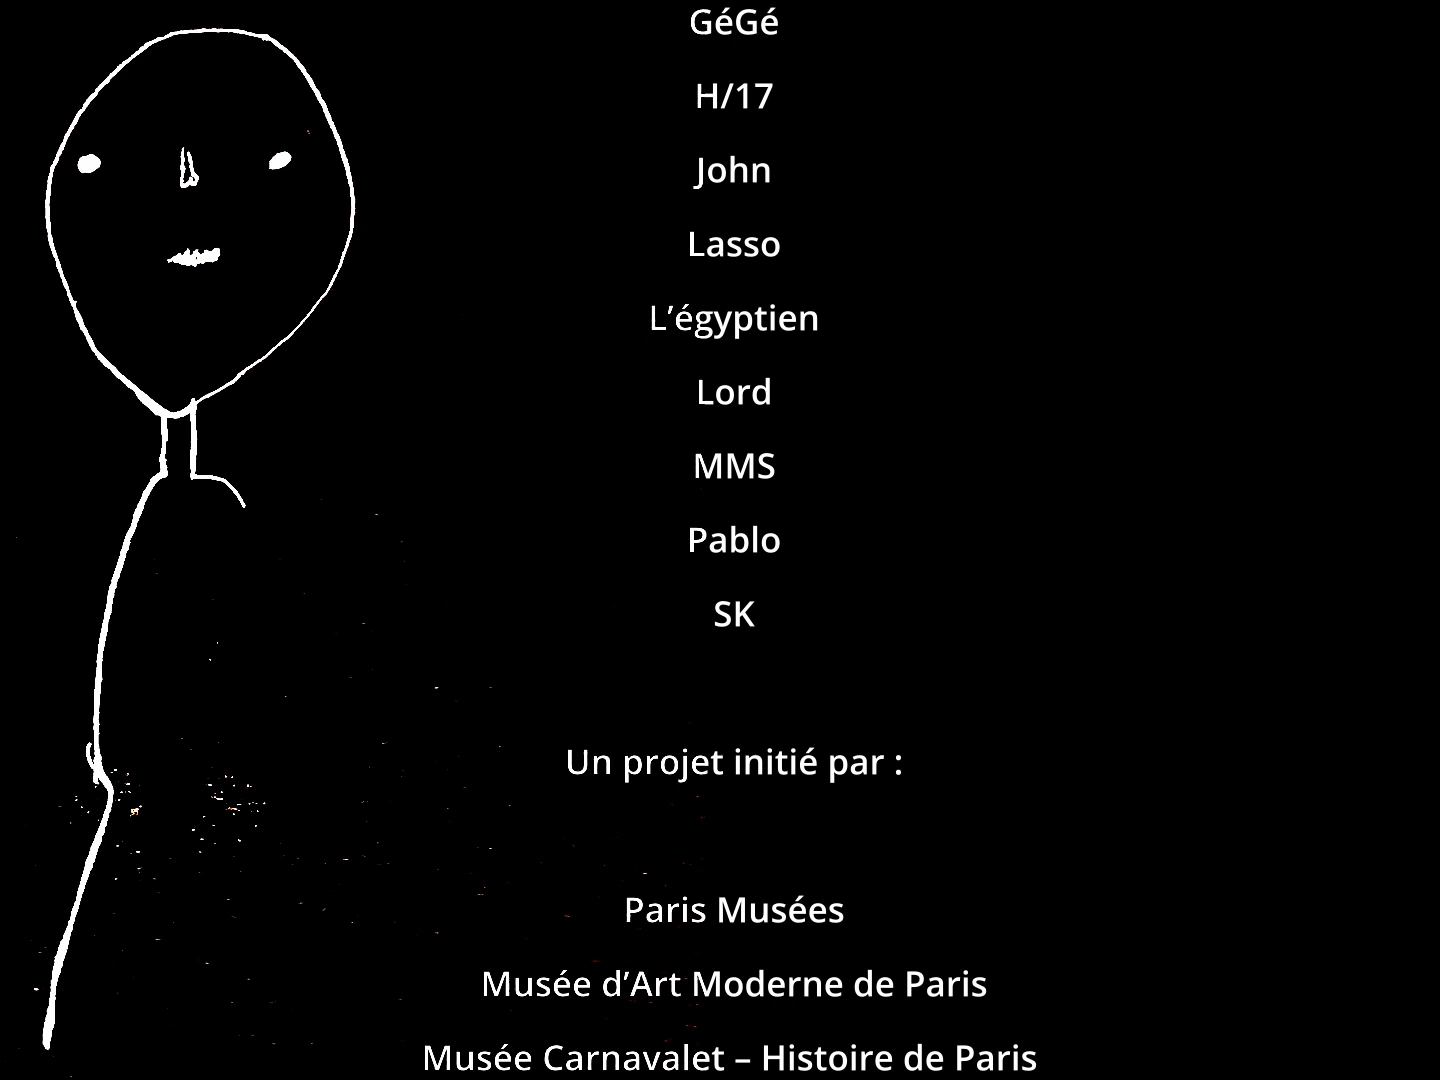 GéGé
H/17
John
Lasso
L’égyptien
Lord
MMS
Pablo
SK
Un projet initié par :
Paris Musées
Musée d’Art Moderne de Paris
Musée Carnavalet – Histoire de Paris